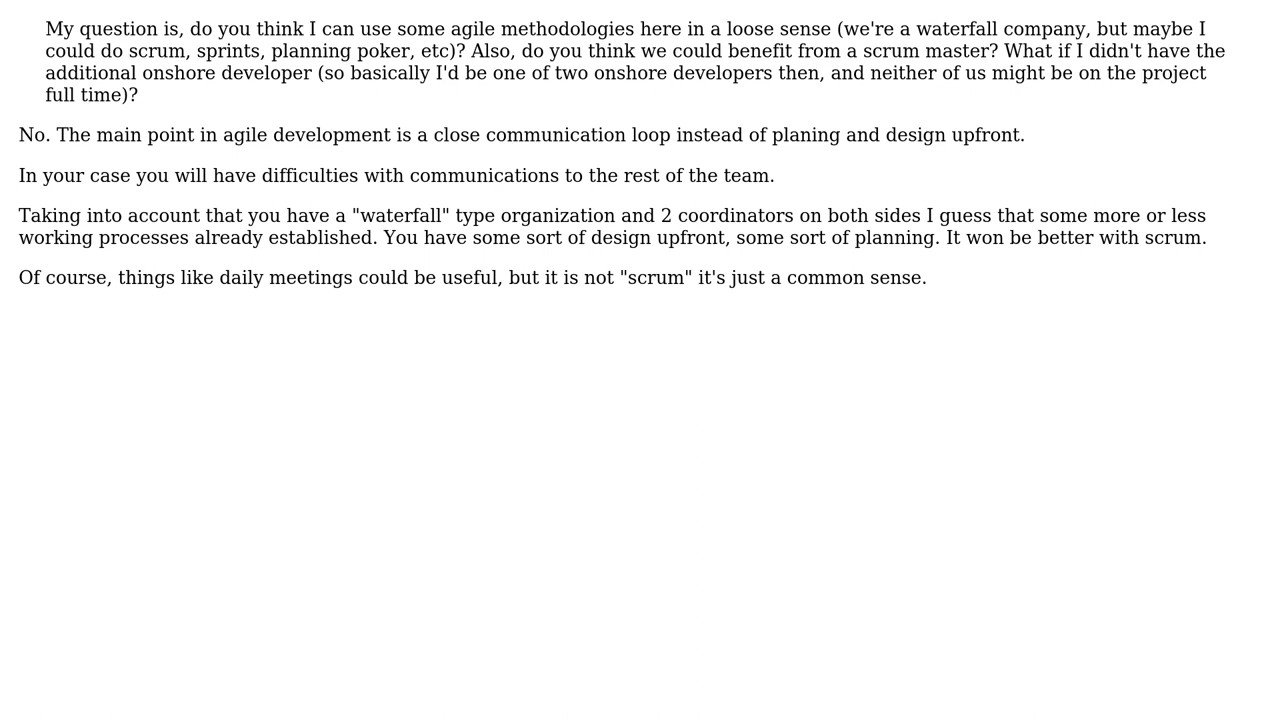 My question is, do you think I can use some agile methodologies here in a loose sense (we're a waterfall company, but maybe I
could do scrum, sprints, planning poker, etc)? Also, do you think we could benefit from a scrum master? What if I didn't have the
additional onshore developer (so basically I'd be one of two onshore developers then, and neither of us might be on the project
full time)?
No. The main point in agile development is a close communication loop instead of planing and design upfront.
In your case you will have difficulties with communications to the rest of the team.
Taking into account that you have a "waterfall" type organization and 2 coordinators on both sides I guess that some more or less
working processes already established. You have some sort of design upfront, some sort of planning. It won be better with scrum.
Of course, things like daily meetings could be useful, but it is not "scrum" it's just a common sense.